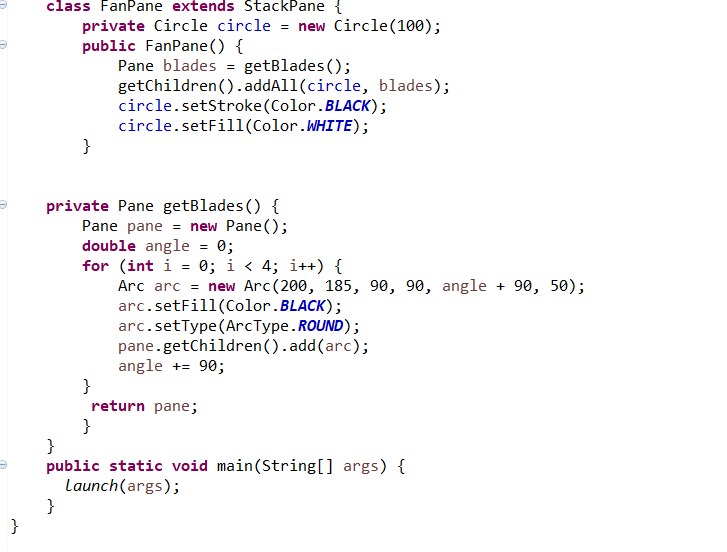 class FanPane extends StackPane {
private Circle circle = new Circle(100);
public FanPane() {
Pane blades = getBlades();
getChildren().addAll(circle, blades);
circle.setStroke(Color.BLACK);
circle.setFill(Color.WHITE);
}
private Pane getBlades() {
Pane pane = new Pane();
double angle = 0;
for (int i = 0; i < 4; i++) {
Arc arc = new Arc(200, 185, 90, 90, angle + 90, 50);
arc.setFill(Color.BLACK);
arc.setType(ArcType.ROUND);
pane.getChildren().add(arc);
angle += 90;
}
return pane;
}
}
public static void main(String[] args) {
launch(args);
}
}